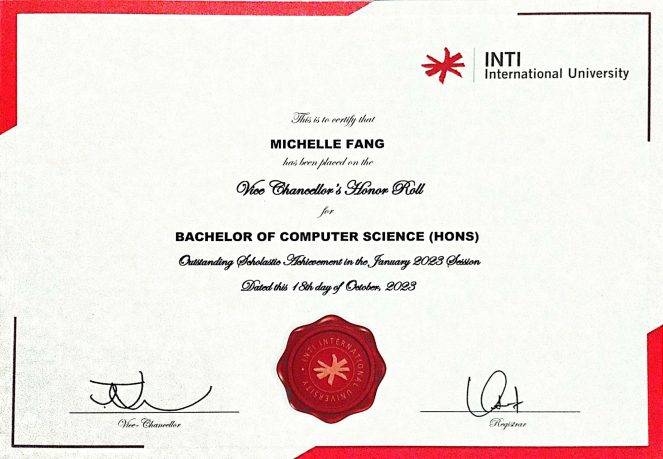 INTI
International University
This is to certify that
MICHELLE FANG
has been placed on the
Vice Chancellor's Honor Roll
for
BACHELOR OF COMPUTER SCIENCE (HONS)
Outstanding Scholastic Achievement in the January 2023 Session
Dated this 18th day of October, 2023
INTI INTERNATIONAL UNIVERSITY
Vice-Chancellor
Registrar